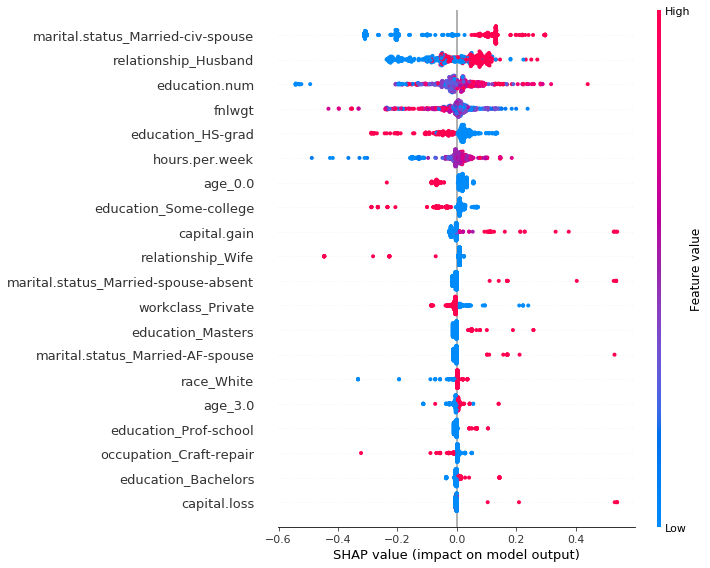 High
marital.status_Married-civ-spouse
relationship_Husband
education.num
fnlwgt
education_HS-grad
hours.per.week
age_0.0
education_Some-college
capital.gain
relationship_Wife
marital.status_Married-spouse-absent
workclass_Private
education_Masters
marital.status_Married-AF-spouse
race_White
age_3.0
education_Prof-school
occupation_Craft-repair
education_Bachelors
capital.loss
Feature value
Low
−0.6 −0.4 −0.2 0.0 0.2 0.4
SHAP value (impact on model output)